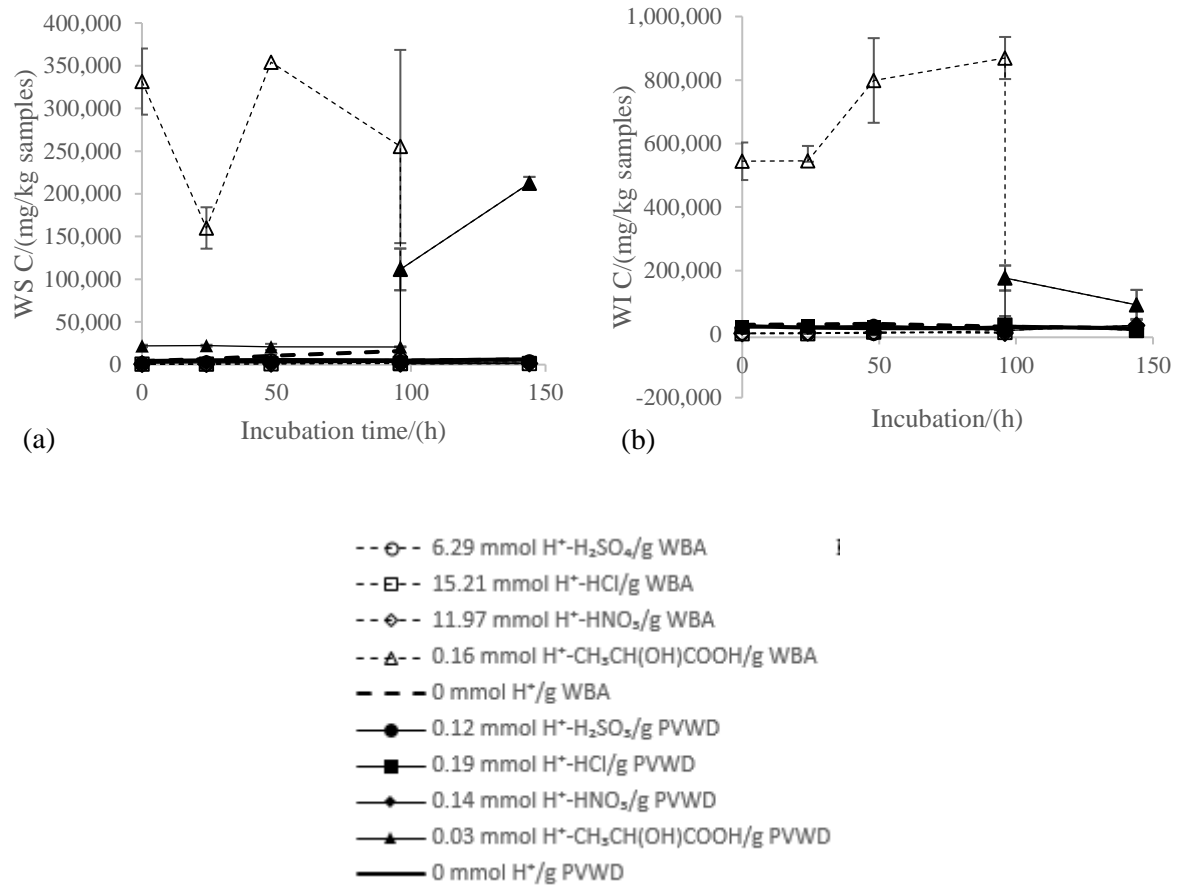 400,000
350,000
300,000
250,000
200,000
150,000
100,000
50,000
0
WS C/(mg/kg samples)
0 50 100 150
Incubation time/(h)
(a)
1,000,000
800,000
600,000
400,000
200,000
0
-200,000
WI C/(mg/kg samples)
0 50 100 150
Incubation/(h)
(b)
6.29 mmol H⁺-H₂SO₄/g WBA
15.21 mmol H⁺-HCl/g WBA
11.97 mmol H⁺-HNO₃/g WBA
0.16 mmol H⁺-CH₃CH(OH)COOH/g WBA
0 mmol H⁺/g WBA
0.12 mmol H⁺-H₂SO₃/g PVWD
0.19 mmol H⁺-HCl/g PVWD
0.14 mmol H⁺-HNO₃/g PVWD
0.03 mmol H⁺-CH₃CH(OH)COOH/g PVWD
0 mmol H⁺/g PVWD